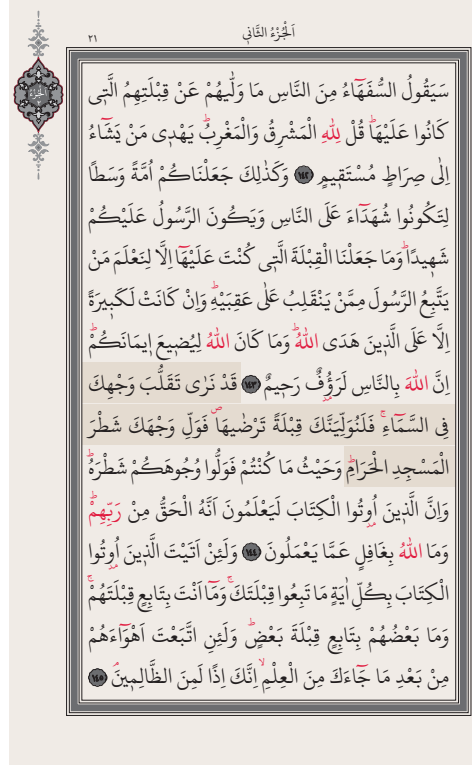 اَلْجُزْءُ الثَّانٖي
٢١
سَيَقُولُ السُّفَهَٓاءُ مِنَ النَّاسِ مَا وَلّٰيهُمْ عَنْ قِبْلَتِهِمُ الَّتٖى
كَانُوا عَلَيْهَاؕ قُلْ لِلّٰهِ الْمَشْرِقُ وَالْمَغْرِبُؕ يَهْدٖى مَنْ يَشَٓاءُ
اِلٰى صِرَاطٍ مُسْتَقٖيمٍ ﴿١٤٢﴾ وَكَذٰلِكَ جَعَلْنَاكُمْ اُمَّةً وَسَطًا
لِتَكُونُوا شُهَدَٓاءَ عَلَى النَّاسِ وَيَكُونَ الرَّسُولُ عَلَيْكُمْ
شَهٖيدًاؕ وَمَا جَعَلْنَا الْقِبْلَةَ الَّتٖى كُنْتَ عَلَيْهَٓا اِلَّا لِنَعْلَمَ مَنْ
يَتَّبِعُ الرَّسُولَ مِمَّنْ يَنْقَلِبُ عَلٰى عَقِبَيْهِؕ وَاِنْ كَانَتْ لَكَبٖيرَةً
اِلَّا عَلَى الَّذٖينَ هَدَى اللّٰهُؕ وَمَا كَانَ اللّٰهُ لِيُضٖيعَ اٖيمَانَكُمْؕ
اِنَّ اللّٰهَ بِالنَّاسِ لَرَؤُ۫فٌ رَحٖيمٌ ﴿١٤٣﴾ قَدْ نَرٰى تَقَلُّبَ وَجْهِكَ
فِى السَّمَٓاءِۚ فَلَنُوَلِّيَنَّكَ قِبْلَةً تَرْضٰيهَاࣕ فَوَلِّ وَجْهَكَ شَطْرَ
الْمَسْجِدِ الْحَرَامِؕ وَحَيْثُ مَا كُنْتُمْ فَوَلُّوا وُجُوهَكُمْ شَطْرَهُؕ
وَاِنَّ الَّذٖينَ اُو۫تُوا الْكِتَابَ لَيَعْلَمُونَ اَنَّهُ الْحَقُّ مِنْ رَبِّهِمْؕ
وَمَا اللّٰهُ بِغَافِلٍ عَمَّا يَعْمَلُونَ ﴿١٤٤﴾ وَلَئِنْ اَتَيْتَ الَّذٖينَ اُو۫تُوا
الْكِتَابَ بِكُلِّ اٰيَةٍ مَا تَبِعُوا قِبْلَتَكَۚ وَمَٓا اَنْتَ بِتَابِعٍ قِبْلَتَهُمْۚ
وَمَا بَعْضُهُمْ بِتَابِعٍ قِبْلَةَ بَعْضٍؕ وَلَئِنِ اتَّبَعْتَ اَهْوَٓاءَهُمْ
مِنْ بَعْدِ مَا جَٓاءَكَ مِنَ الْعِلْمِۙ اِنَّكَ اِذًا لَمِنَ الظَّالِمٖينَۢ ﴿١٤٥﴾